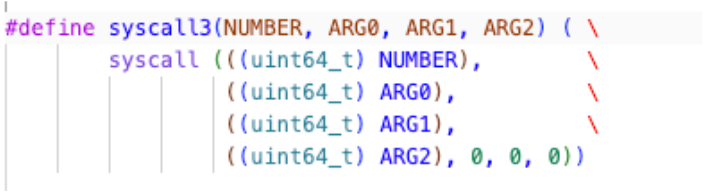 #define syscall3(NUMBER, ARG0, ARG1, ARG2) ( \
        syscall (((uint64_t) NUMBER),        \
                 ((uint64_t) ARG0),          \
                 ((uint64_t) ARG1),          \
                 ((uint64_t) ARG2), 0, 0, 0))